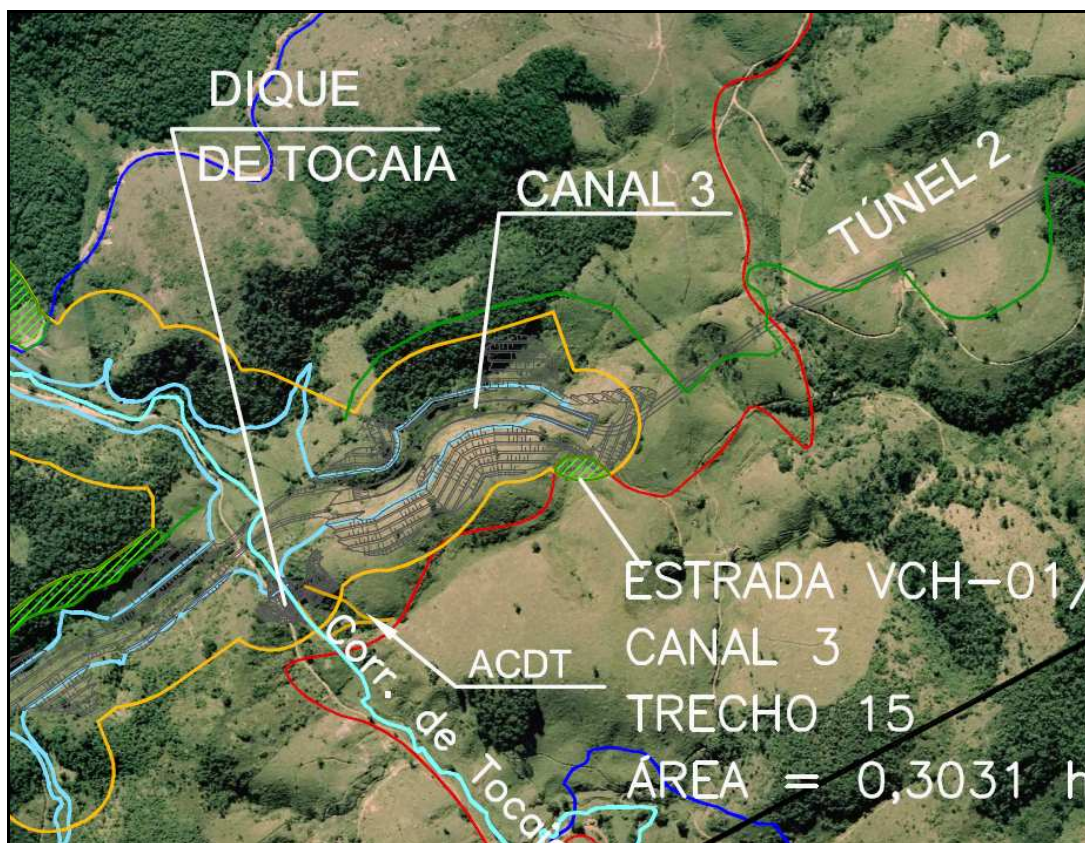 DIQUE
DE TOCAIA
CANAL 3
TÚNEL 2
ESTRADA VCH-01/
CANAL 3
TRECHO 15
ÁREA = 0,3031 h
ACDT
Corr. de Tocai